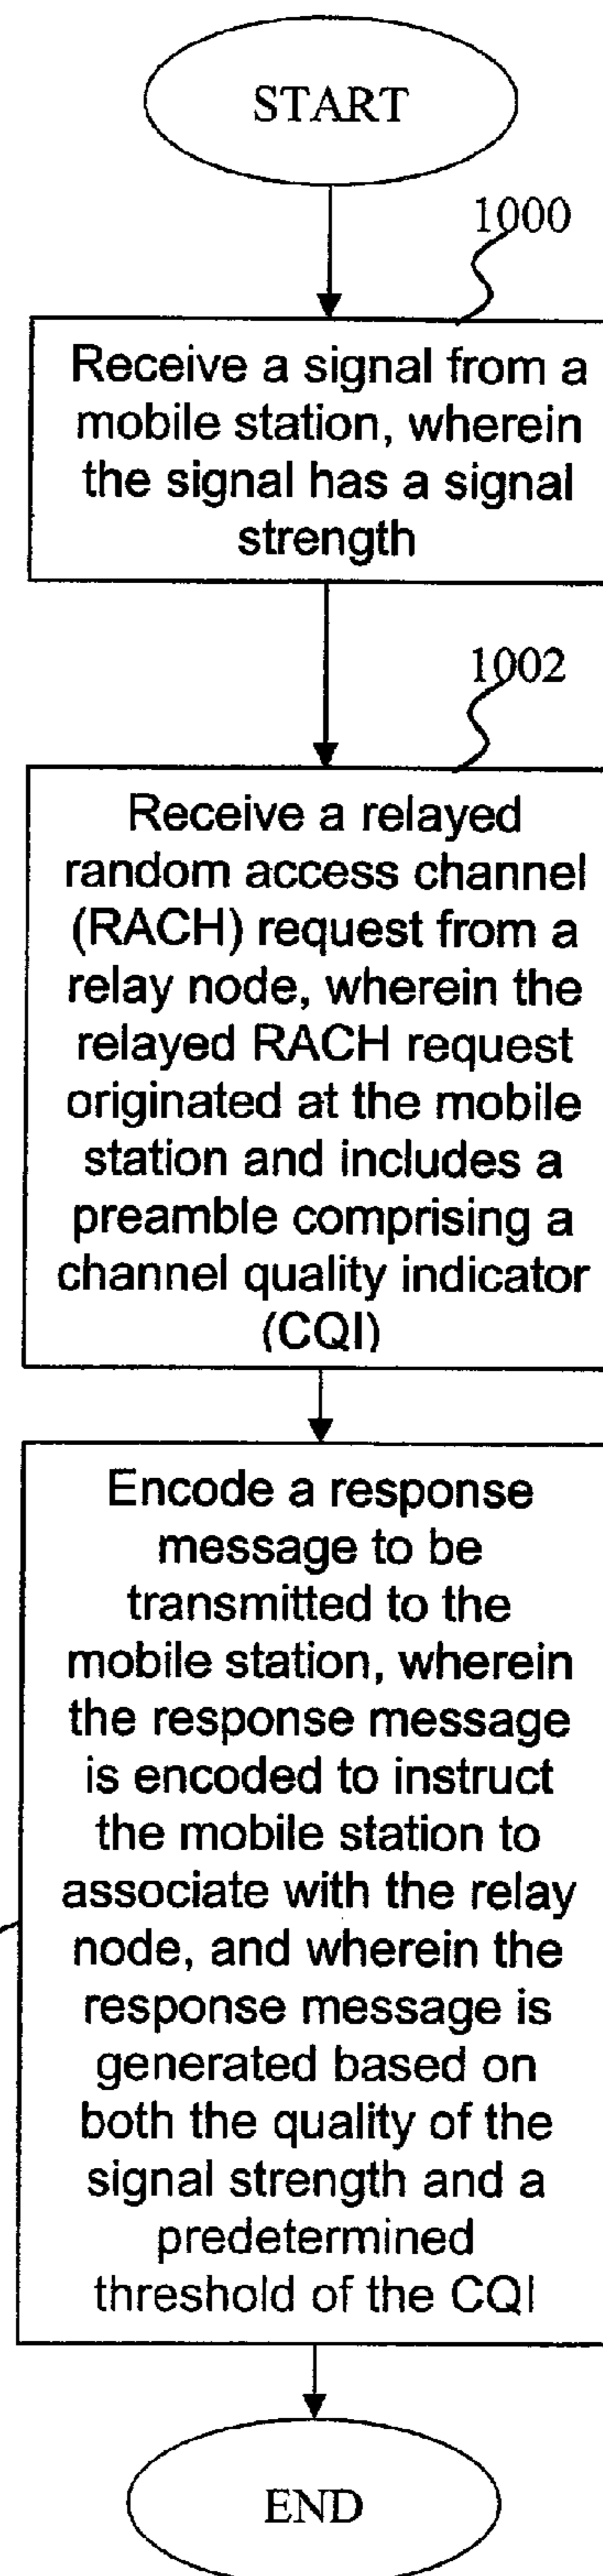 START
1000
Receive a signal from a
mobile station, wherein
the signal has a signal
strength
1002
Receive a relayed
random access channel
(RACH) request from a
relay node, wherein the
relayed RACH request
originated at the mobile
station and includes a
preamble comprising a
channel quality indicator
(CQI)
Encode a response
message to be
transmitted to the
mobile station, wherein
the response message
is encoded to instruct
the mobile station to
associate with the relay
node, and wherein the
response message is
generated based on
both the quality of the
signal strength and a
predetermined
threshold of the CQI
END